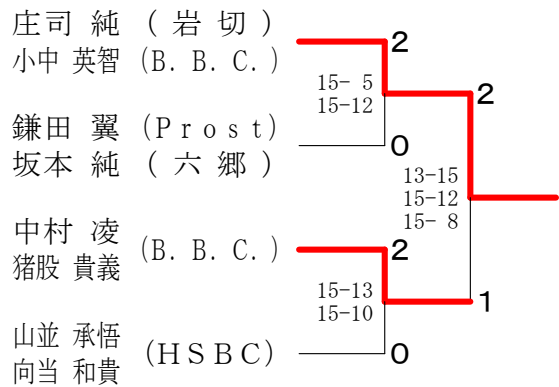 庄司 純 (岩切)
小中 英智 (B. B. C.)
2
15- 5
15-12
2
鎌田 翼 (Prost)
坂本 純 (六郷)
0
13-15
15-12
15- 8
中村 凌
猪股 貴義
(B. B. C.)
2
15-13
15-10
1
山並 承悟
向当 和貴
(HSBC)
0